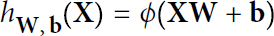 h_{𝐖, 𝐛}(𝐗) = ϕ(𝐗𝐖 + 𝐛)